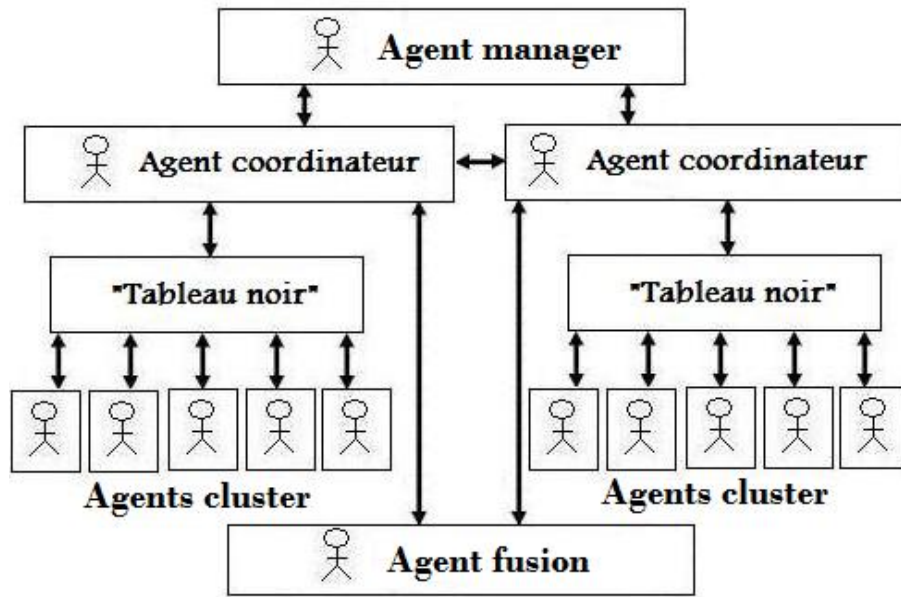 Agent manager
Agent coordinateur
Agent coordinateur
"Tableau noir"
"Tableau noir"
Agents cluster
Agents cluster
Agent fusion